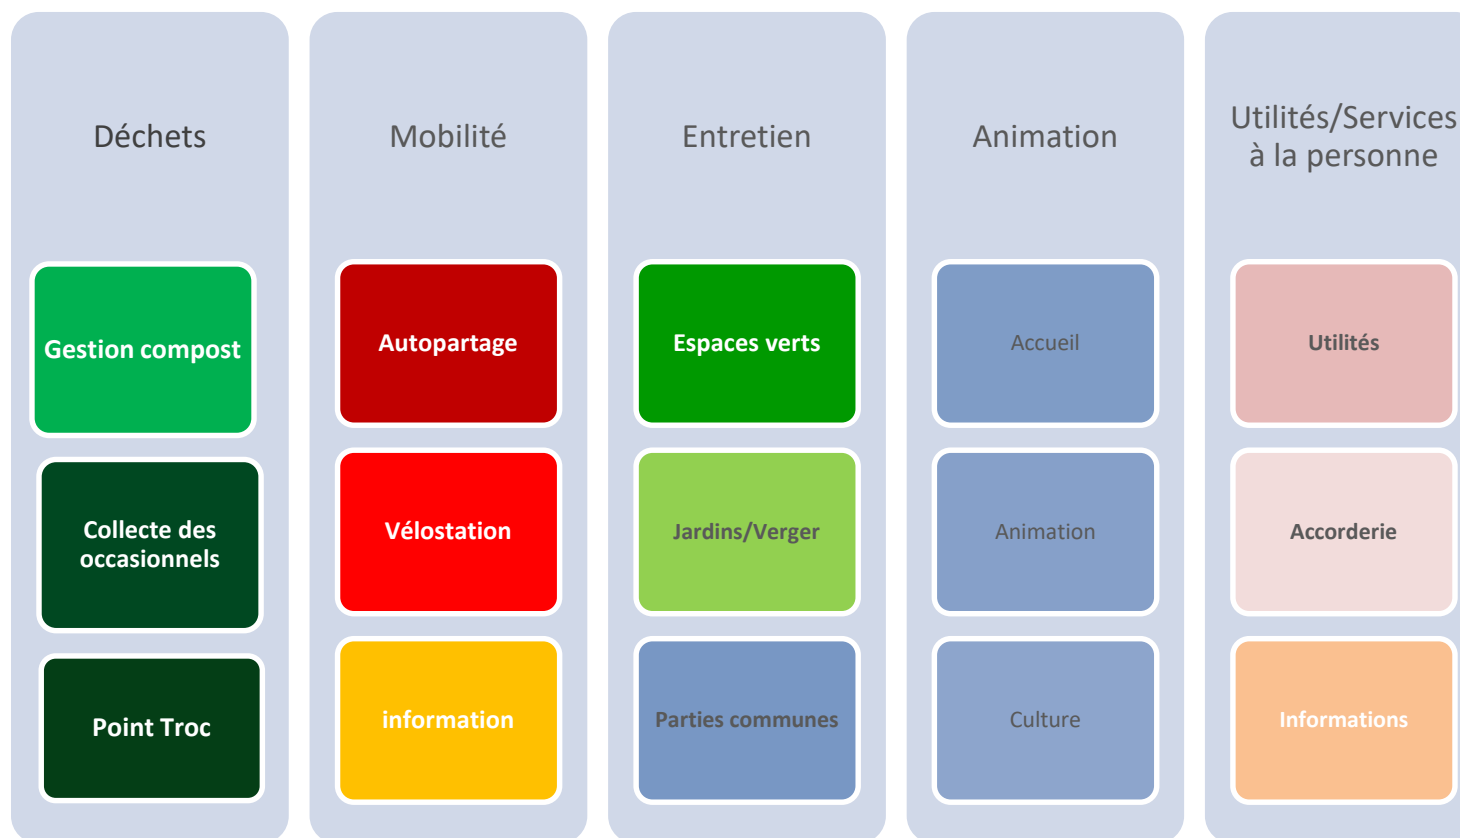 Déchets
Gestion compost
Collecte des
occasionnels
Point Troc
Mobilité
Autopartage
Vélostation
information
Entretien
Espaces verts
Jardins/Verger
Parties communes
Animation
Accueil
Animation
Culture
Utilités/Services
à la personne
Utilités
Accorderie
Informations